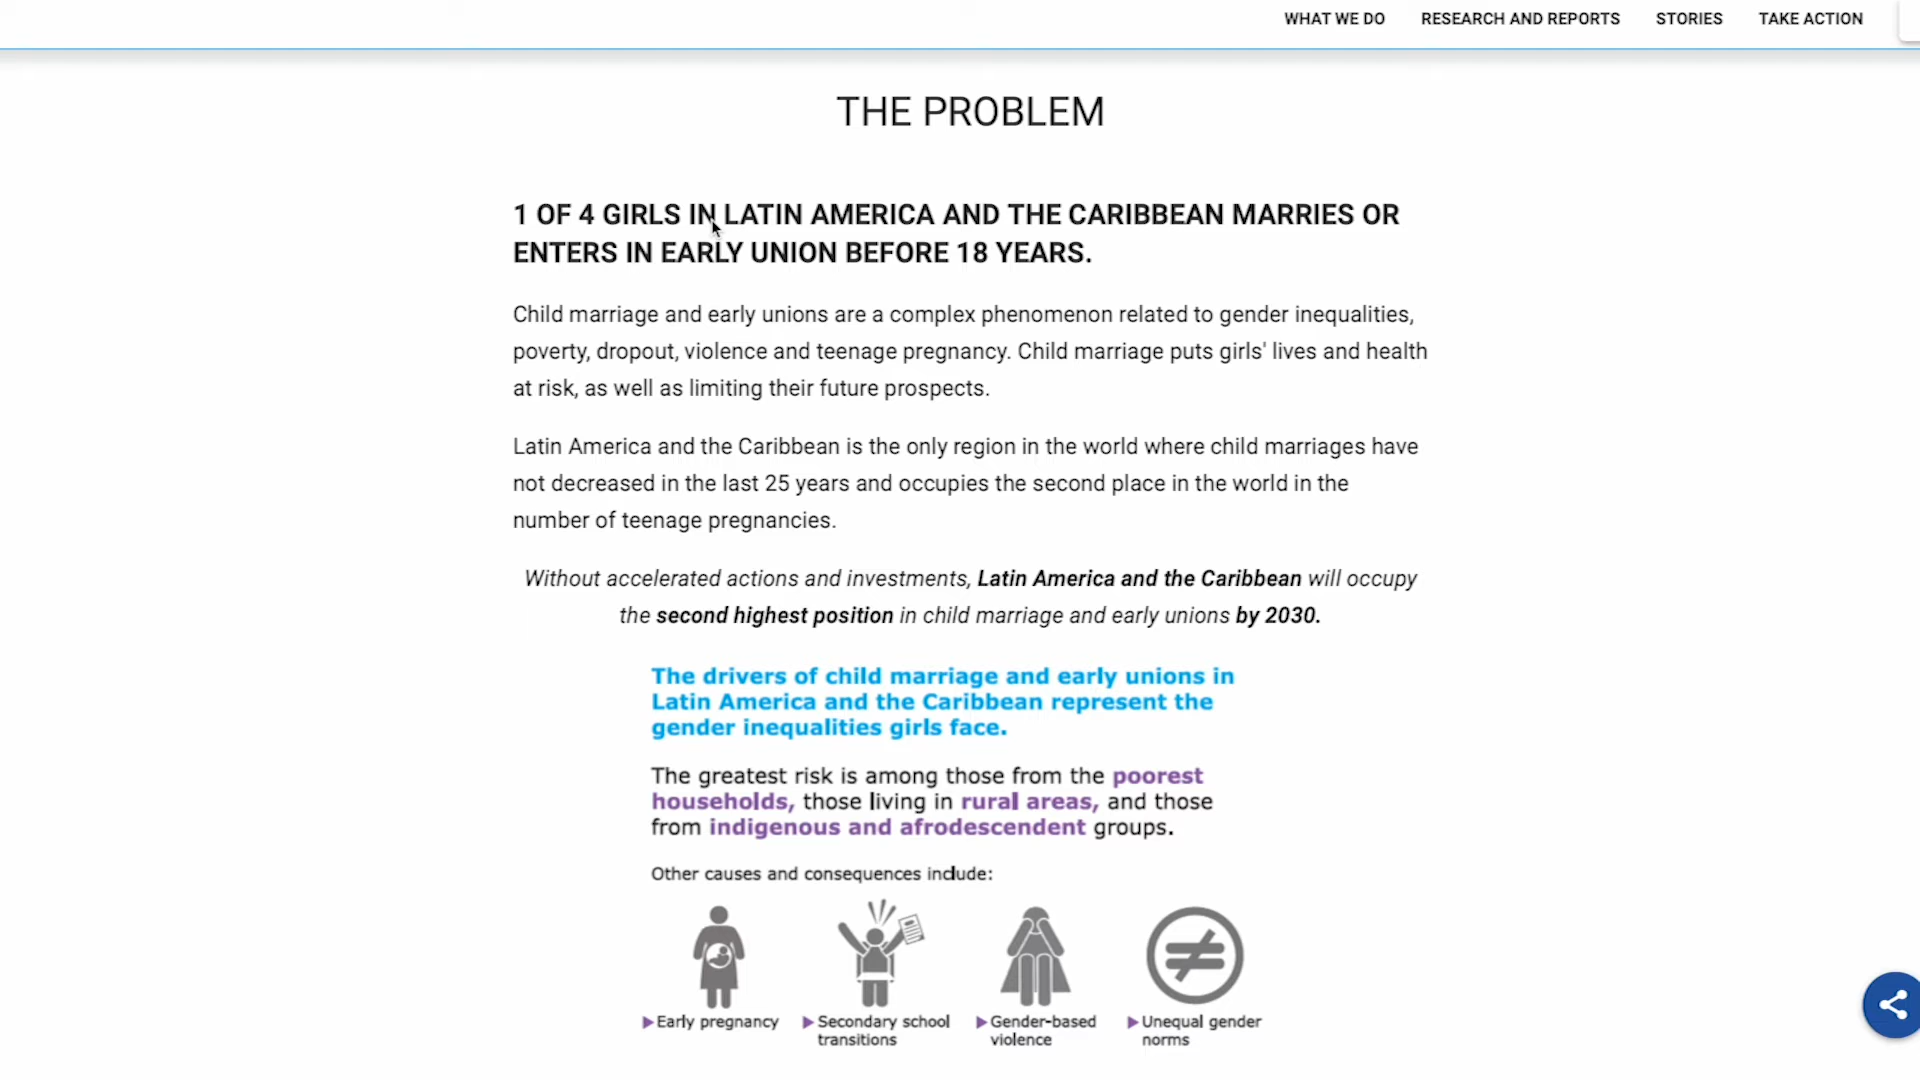 WHAT WE DO RESEARCH AND REPORTS STORIES TAKE ACTION
THE PROBLEM
1 OF 4 GIRLS IN LATIN AMERICA AND THE CARIBBEAN MARRIES OR
ENTERS IN EARLY UNION BEFORE 18 YEARS.
Child marriage and early unions are a complex phenomenon related to gender inequalities,
poverty, dropout, violence and teenage pregnancy. Child marriage puts girls' lives and health
at risk, as well as limiting their future prospects.
Latin America and the Caribbean is the only region in the world where child marriages have
not decreased in the last 25 years and occupies the second place in the world in the
number of teenage pregnancies.
Without accelerated actions and investments, Latin America and the Caribbean will occupy
the second highest position in child marriage and early unions by 2030.
The drivers of child marriage and early unions in
Latin America and the Caribbean represent the
gender inequalities girls face.
The greatest risk is among those from the poorest
households, those living in rural areas, and those
from indigenous and afrodescendent groups.
Other causes and consequences include:
Early pregnancy
Secondary school
transitions
Gender-based
violence
Unequal gender
norms